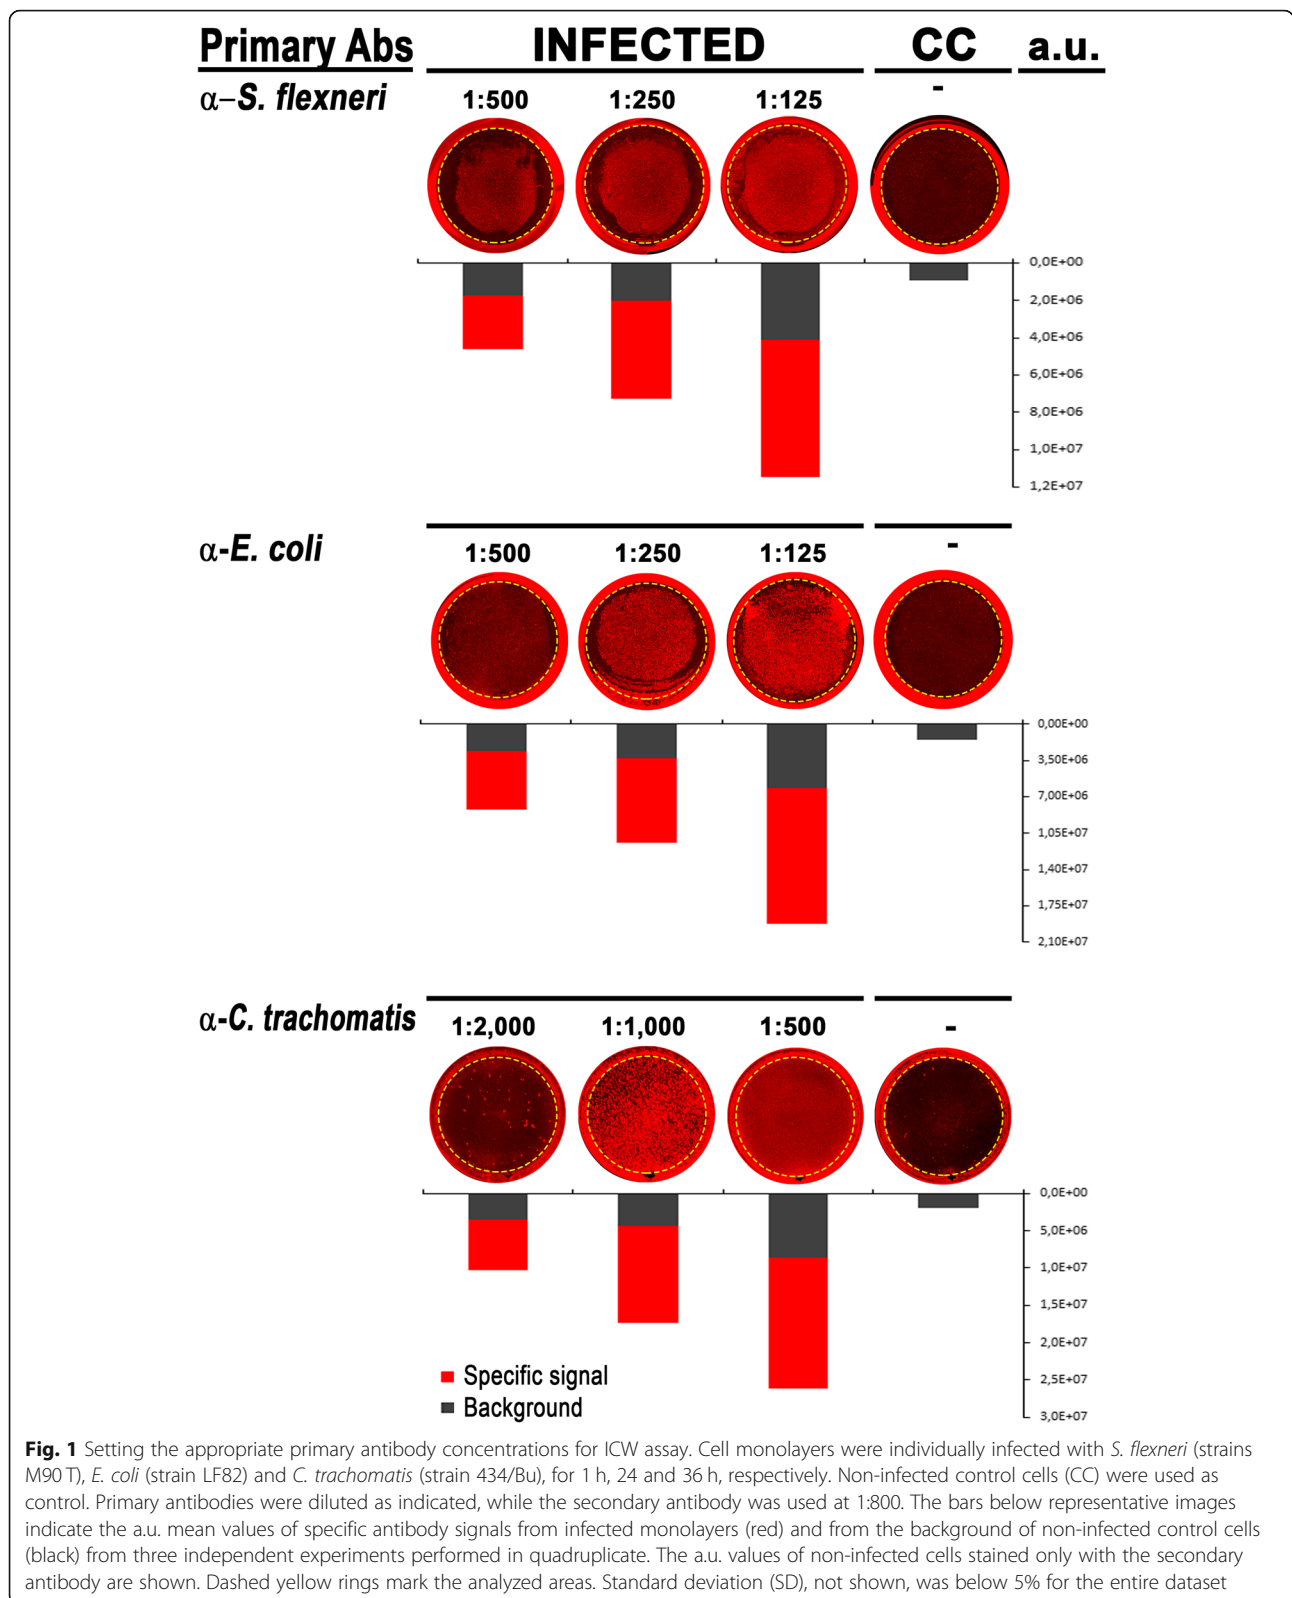 Primary Abs INFECTED CC a.u.
α–S. flexneri 1:500 1:250 1:125 -
0,0E+00
2,0E+06
4,0E+06
6,0E+06
8,0E+06
1,0E+07
1,2E+07
α-E. coli 1:500 1:250 1:125 -
0,00E+00
3,50E+06
7,00E+06
1,05E+07
1,40E+07
1,75E+07
2,10E+07
α-C. trachomatis 1:2,000 1:1,000 1:500 -
0,0E+00
5,0E+06
1,0E+07
1,5E+07
2,0E+07
2,5E+07
3,0E+07
Specific signal
Background
Fig. 1 Setting the appropriate primary antibody concentrations for ICW assay. Cell monolayers were individually infected with S. flexneri (strains
M90 T), E. coli (strain LF82) and C. trachomatis (strain 434/Bu), for 1 h, 24 and 36 h, respectively. Non-infected control cells (CC) were used as
control. Primary antibodies were diluted as indicated, while the secondary antibody was used at 1:800. The bars below representative images
indicate the a.u. mean values of specific antibody signals from infected monolayers (red) and from the background of non-infected control cells
(black) from three independent experiments performed in quadruplicate. The a.u. values of non-infected cells stained only with the secondary
antibody are shown. Dashed yellow rings mark the analyzed areas. Standard deviation (SD), not shown, was below 5% for the entire dataset